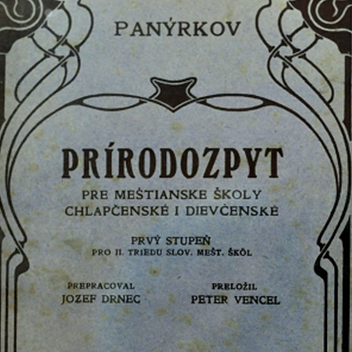 PANÝRKOV
PRÍRODOZPYT
PRE MEŠTIANSKE ŠKOLY
CHLAPČENSKÉ I DIEVČENSKÉ
PRVÝ STUPEŇ
PRO II. TRIEDU SLOV. MEŠT. ŠKÔL
PREPRACOVAL
JOZEF DRNEC
PRELOŽIL
PETER VENCEL